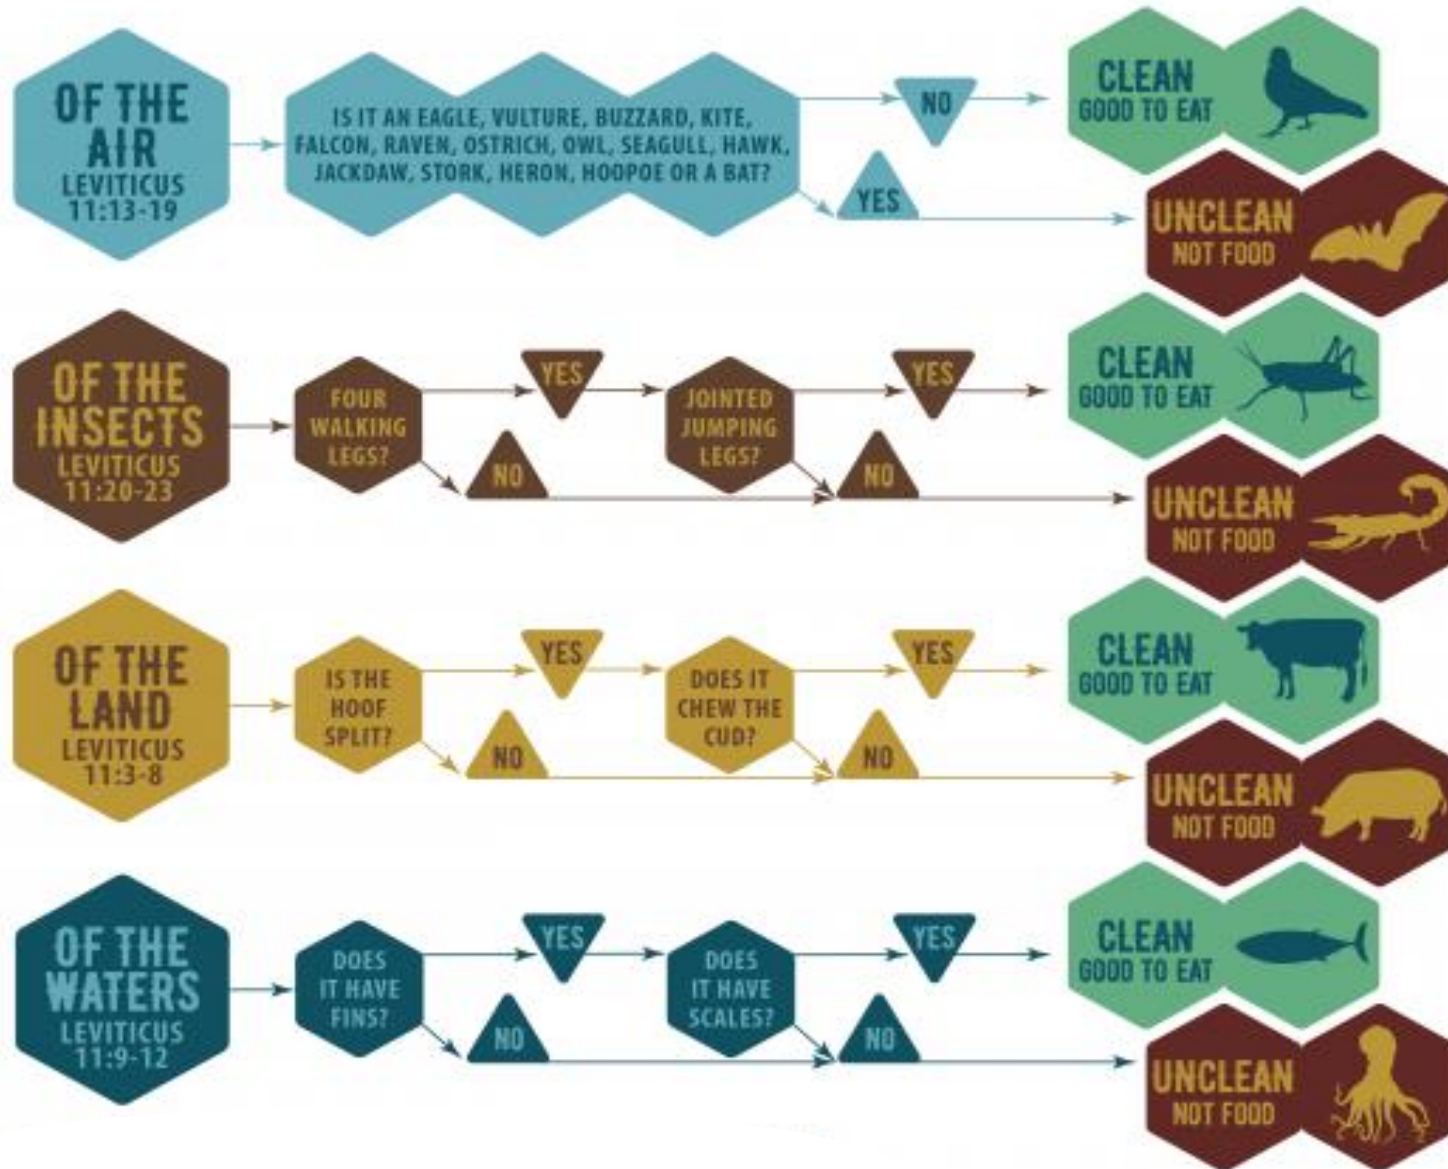 OF THE
AIR
LEVITICUS
11:13-19
IS IT AN EAGLE, VULTURE, BUZZARD, KITE,
FALCON, RAVEN, OSTRICH, OWL, SEAGULL, HAWK,
JACKDAW, STORK, HERON, HOOPOE OR A BAT?
NO
YES
CLEAN
GOOD TO EAT
UNCLEAN
NOT FOOD
OF THE
INSECTS
LEVITICUS
11:20-23
FOUR
WALKING
LEGS?
YES
NO
JOINTED
JUMPING
LEGS?
YES
NO
CLEAN
GOOD TO EAT
UNCLEAN
NOT FOOD
OF THE
LAND
LEVITICUS
11:3-8
IS THE
HOOF
SPLIT?
YES
NO
DOES IT
CHEW THE
CUD?
YES
NO
CLEAN
GOOD TO EAT
UNCLEAN
NOT FOOD
OF THE
WATERS
LEVITICUS
11:9-12
DOES
IT HAVE
FINS?
YES
NO
DOES
IT HAVE
SCALES?
YES
NO
CLEAN
GOOD TO EAT
UNCLEAN
NOT FOOD